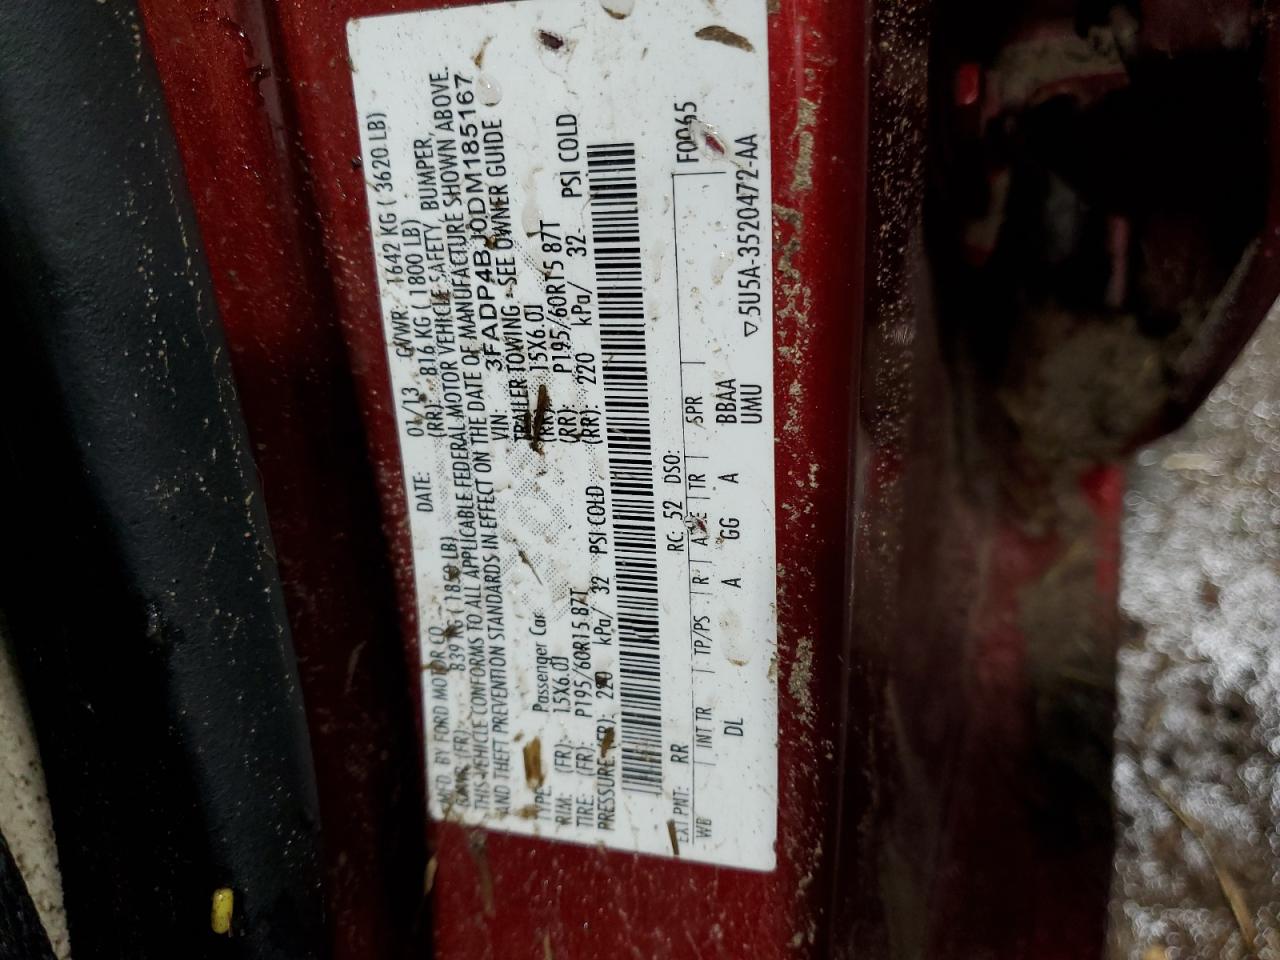 MFD. BY FORD MOTOR CO. DATE: 01/13 GVWR: 1642 KG ( 3620 LB)
GAWR (FR): 839 KG ( 1850 LB) (RR): 816 KG ( 1800 LB)
THIS VEHICLE CONFORMS TO ALL APPLICABLE FEDERAL MOTOR VEHICLE SAFETY, BUMPER,
AND THEFT PREVENTION STANDARDS IN EFFECT ON THE DATE OF MANUFACTURE SHOWN ABOVE.
VIN: 3FADP4BJ0DM185167
TYPE: Passenger Car TRAILER TOWING - SEE OWNER GUIDE
RIM: (FR): 15X6.0J (RR): 15X6.0J
TIRE: (FR): P195/60R15 87T (RR): P195/60R15 87T
PRESSURE: (FR): 220 kPa/ 32 PSI COLD (RR): 220 kPa/ 32 PSI COLD
EXT PNT: RR RC: 52 DSO: F0065
WB INT TR TP/PS R AXLE TR SPR
DL A GG A BBAA
UMU ▽5U5A-3520472-AA